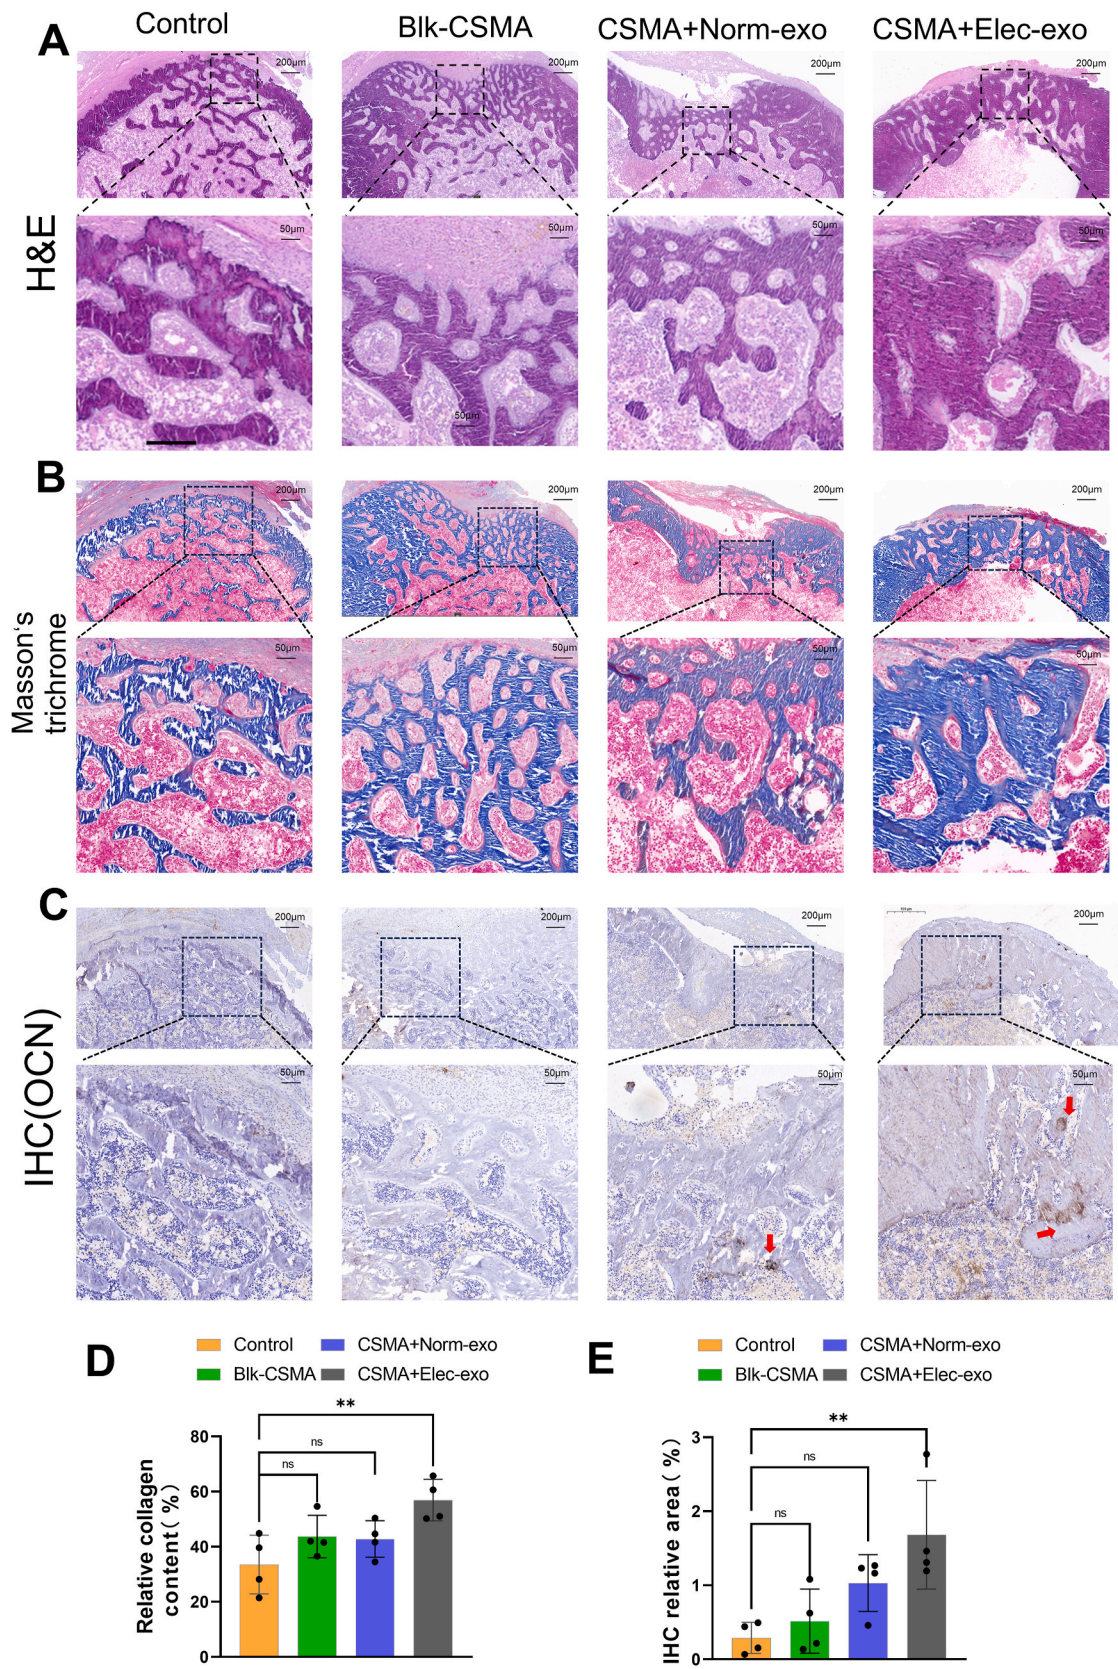 A
Control
Blk-CSMA
CSMA+Norm-exo
CSMA+Elec-exo
200μm
200μm
200μm
200μm
H&E
50μm
50μm
50μm
50μm
50μm
B
200μm
200μm
200μm
200μm
Masson's
trichrome
50μm
50μm
50μm
50μm
C
200μm
200μm
200μm
200μm
IHC(OCN)
50μm
50μm
50μm
50μm
D
Control
CSMA+Norm-exo
Blk-CSMA
CSMA+Elec-exo
**
ns
ns
Relative collagen
content( %)
80
60
40
20
0
E
Control
CSMA+Norm-exo
Blk-CSMA
CSMA+Elec-exo
**
ns
ns
IHC relative area( %)
3
2
1
0